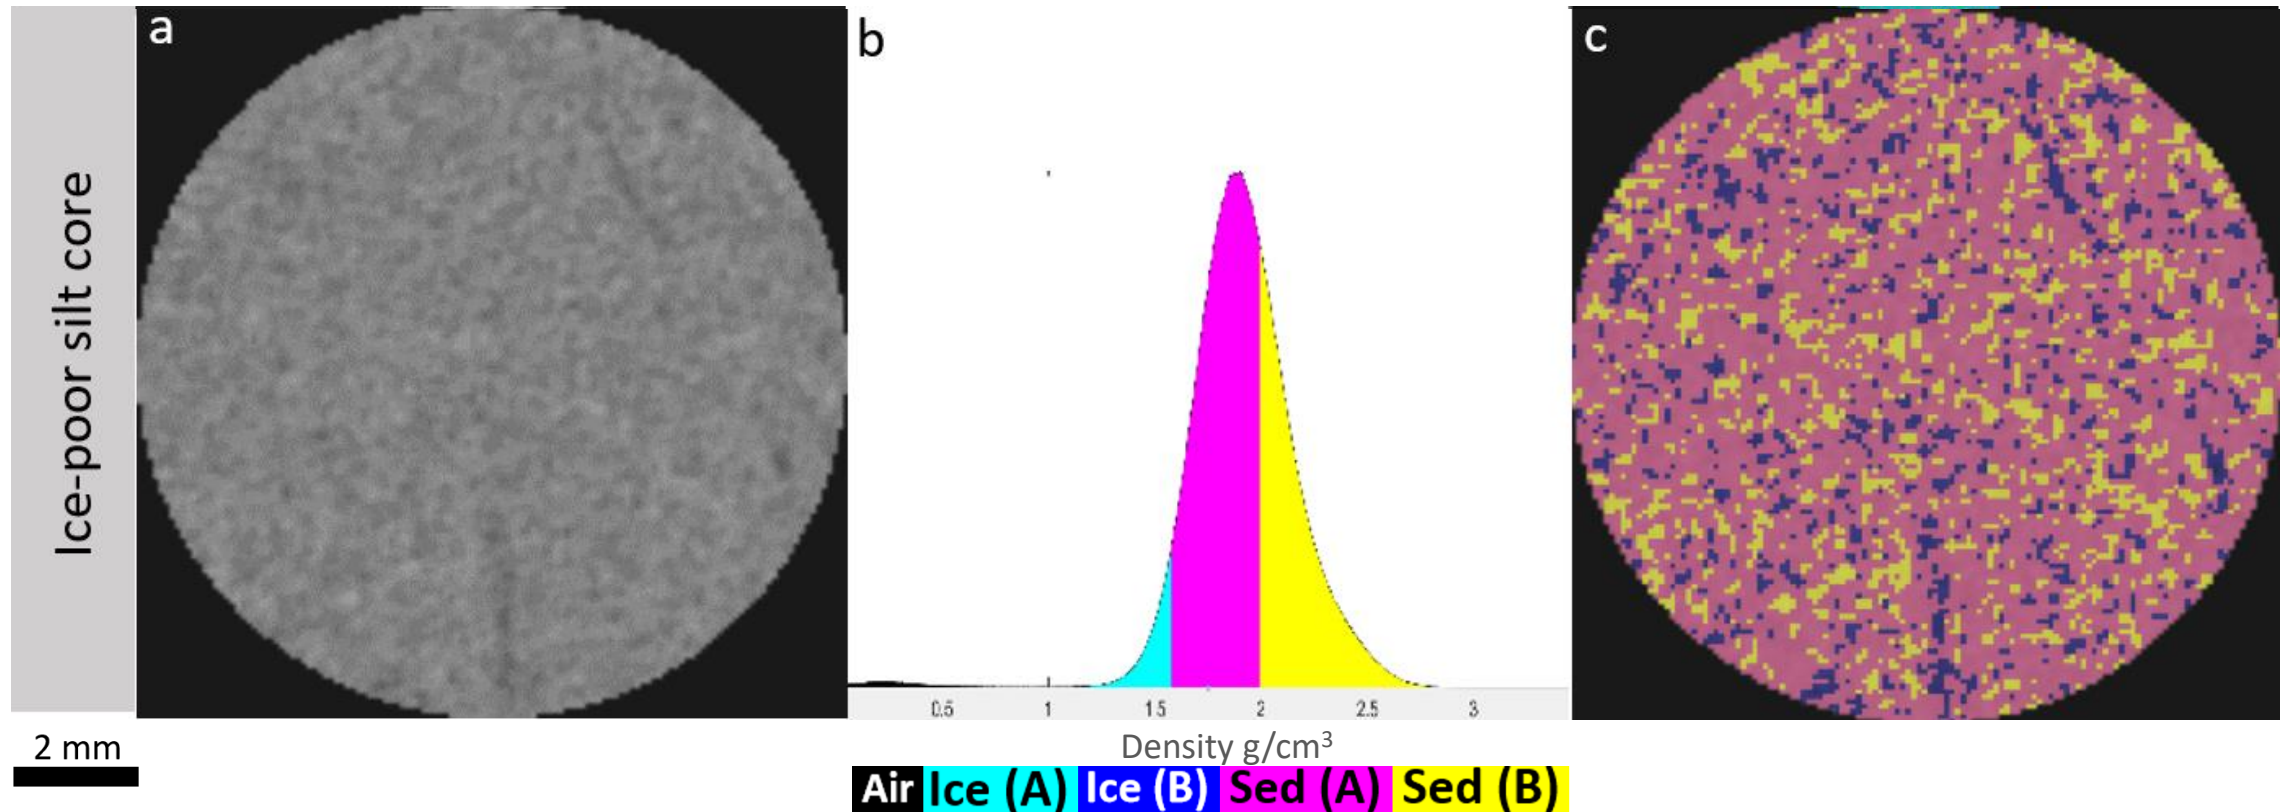 Ice-poor silt core
a
b
c
0.5 1 1.5 2 2.5 3
2 mm
Density g/cm³
Air Ice (A) Ice (B) Sed (A) Sed (B)